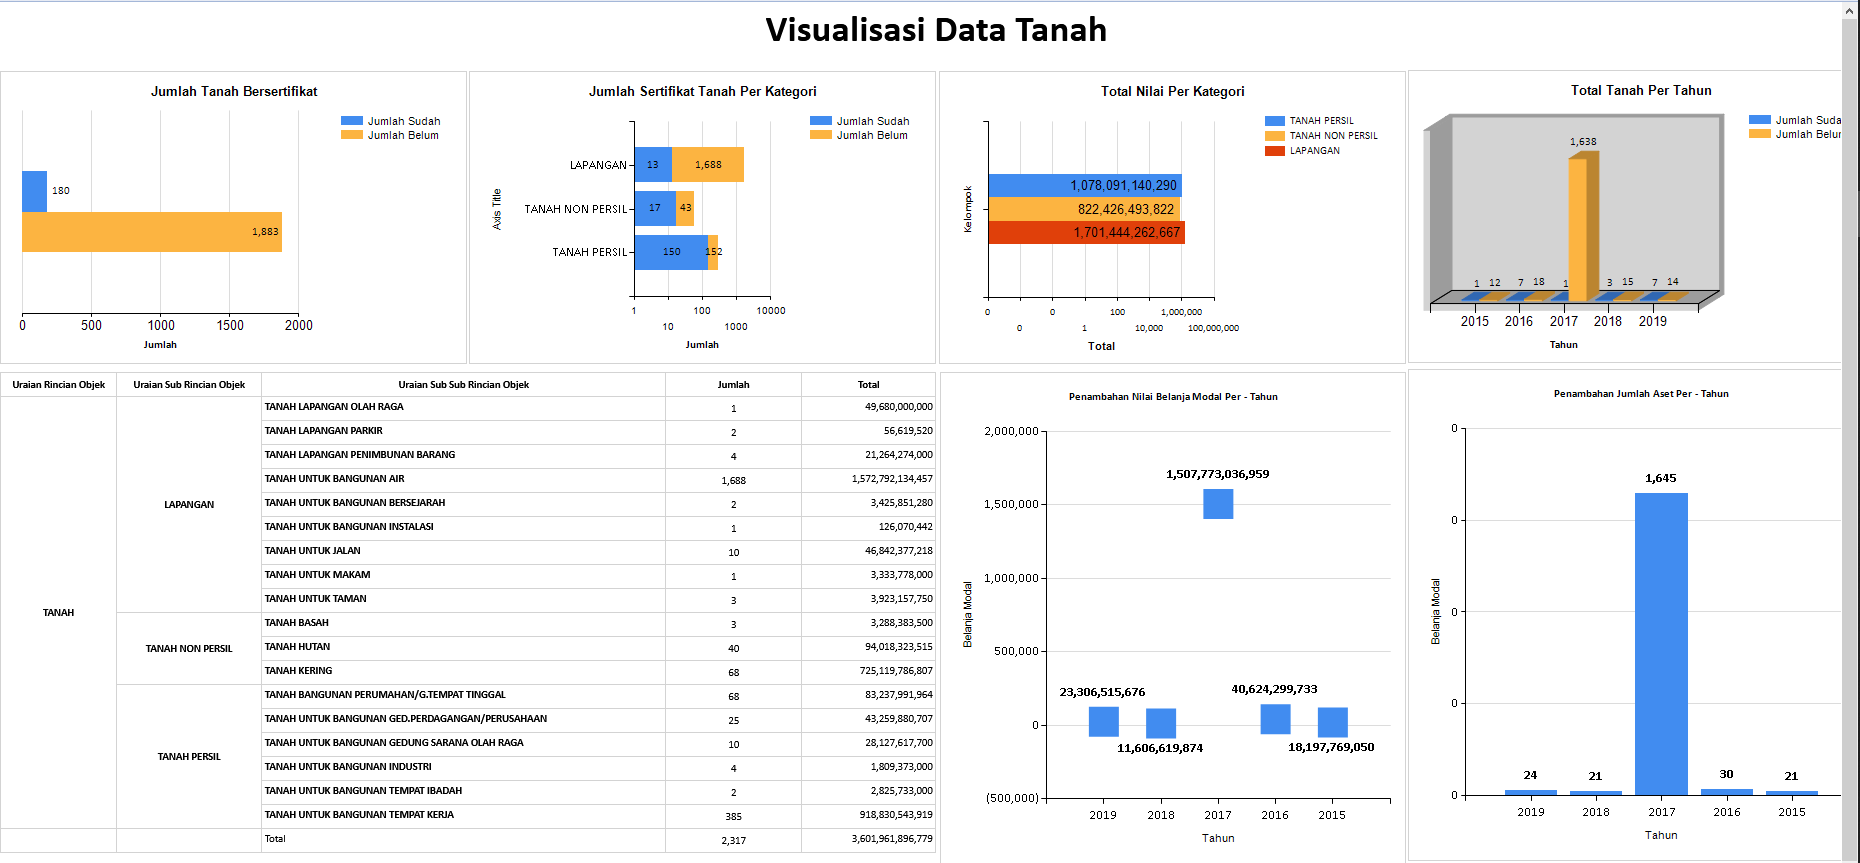 Visualisasi Data Tanah
Jumlah Tanah Bersertifikat
Jumlah Sudah
Jumlah Belum
180
1,883
0 500 1000 1500 2000
Jumlah
Jumlah Sertifikat Tanah Per Kategori
Jumlah Sudah
Jumlah Belum
Axis Title
LAPANGAN 13 1,688
TANAH NON PERSIL 17 43
TANAH PERSIL 150 152
1 100 10000
10 1000
Jumlah
Total Nilai Per Kategori
TANAH PERSIL
TANAH NON PERSIL
LAPANGAN
Kelompok
1,078,091,140,290
822,426,493,822
1,701,444,262,667
0 0 100 1,000,000
0 1 10,000 100,000,000
Total
Total Tanah Per Tahun
Jumlah Suda
Jumlah Belur
1,638
1 12 7 18 1 3 15 7 14
2015 2016 2017 2018 2019
Tahun
Uraian Rincian Objek Uraian Sub Rincian Objek Uraian Sub Sub Rincian Objek Jumlah Total
TANAH
LAPANGAN
TANAH LAPANGAN OLAH RAGA 1 49,680,000,000
TANAH LAPANGAN PARKIR 2 56,619,520
TANAH LAPANGAN PENIMBUNAN BARANG 4 21,264,274,000
TANAH UNTUK BANGUNAN AIR 1,688 1,572,792,134,457
TANAH UNTUK BANGUNAN BERSEJARAH 2 3,425,851,280
TANAH UNTUK BANGUNAN INSTALASI 1 126,070,442
TANAH UNTUK JALAN 10 46,842,377,218
TANAH UNTUK MAKAM 1 3,333,778,000
TANAH UNTUK TAMAN 3 3,923,157,750
TANAH NON PERSIL
TANAH BASAH 3 3,288,383,500
TANAH HUTAN 40 94,018,323,515
TANAH KERING 68 725,119,786,807
TANAH PERSIL
TANAH BANGUNAN PERUMAHAN/G.TEMPAT TINGGAL 68 83,237,991,964
TANAH UNTUK BANGUNAN GED.PERDAGANGAN/PERUSAHAAN 25 43,259,880,707
TANAH UNTUK BANGUNAN GEDUNG SARANA OLAH RAGA 10 28,127,617,700
TANAH UNTUK BANGUNAN INDUSTRI 4 1,809,373,000
TANAH UNTUK BANGUNAN TEMPAT IBADAH 2 2,825,733,000
TANAH UNTUK BANGUNAN TEMPAT KERJA 385 918,830,543,919
Total 2,317 3,601,961,896,779
Penambahan Nilai Belanja Modal Per - Tahun
Belanja Modal
2,000,000
1,507,773,036,959
1,500,000
1,000,000
500,000
23,306,515,676 40,624,299,733
0
11,606,619,874 18,197,769,050
(500,000)
2019 2018 2017 2016 2015
Tahun
Penambahan Jumlah Aset Per - Tahun
Belanja Modal
0
1,645
0
0
0
24 21 30 21
0
2019 2018 2017 2016 2015
Tahun